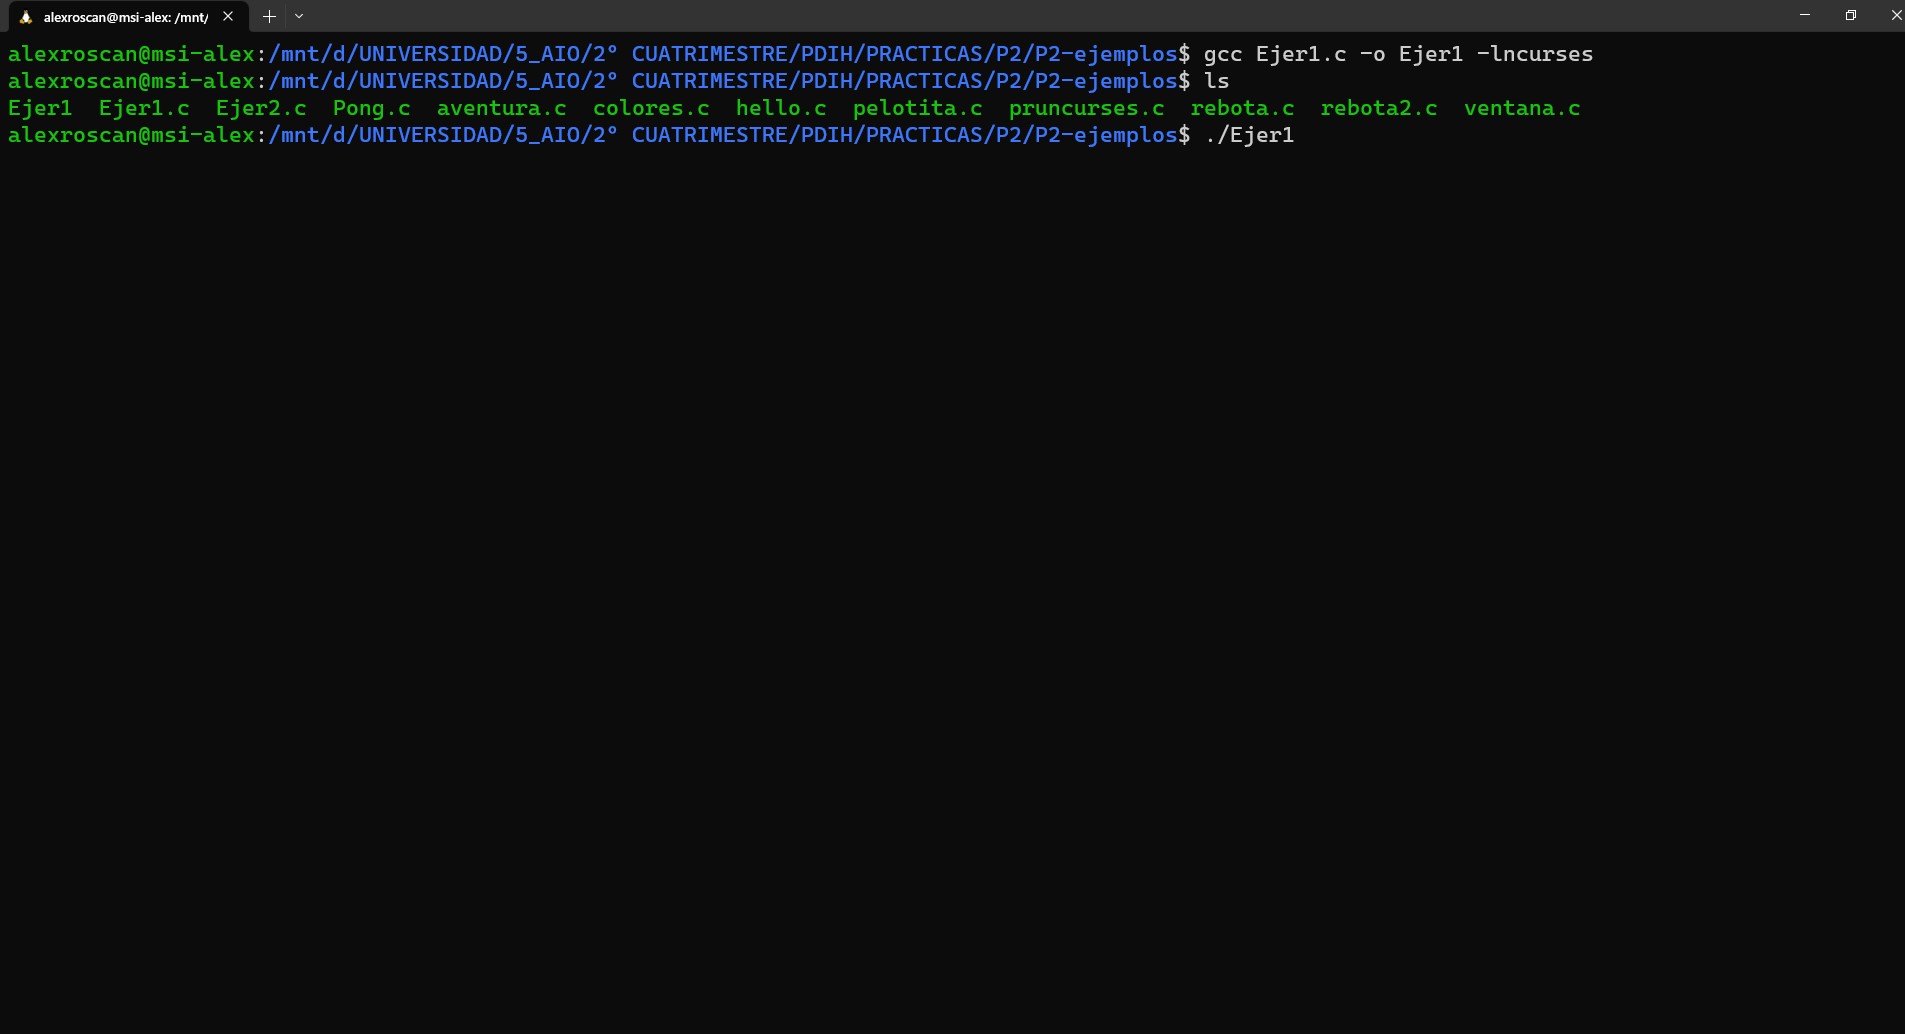 alexroscan@msi-alex: /mnt/
alexroscan@msi-alex:/mnt/d/UNIVERSIDAD/5_AIO/2º CUATRIMESTRE/PDIH/PRACTICAS/P2/P2-ejemplos$ gcc Ejer1.c -o Ejer1 -lncurses
alexroscan@msi-alex:/mnt/d/UNIVERSIDAD/5_AIO/2º CUATRIMESTRE/PDIH/PRACTICAS/P2/P2-ejemplos$ ls
Ejer1  Ejer1.c  Ejer2.c  Pong.c  aventura.c  colores.c  hello.c  pelotita.c  pruncurses.c  rebota.c  rebota2.c  ventana.c
alexroscan@msi-alex:/mnt/d/UNIVERSIDAD/5_AIO/2º CUATRIMESTRE/PDIH/PRACTICAS/P2/P2-ejemplos$ ./Ejer1